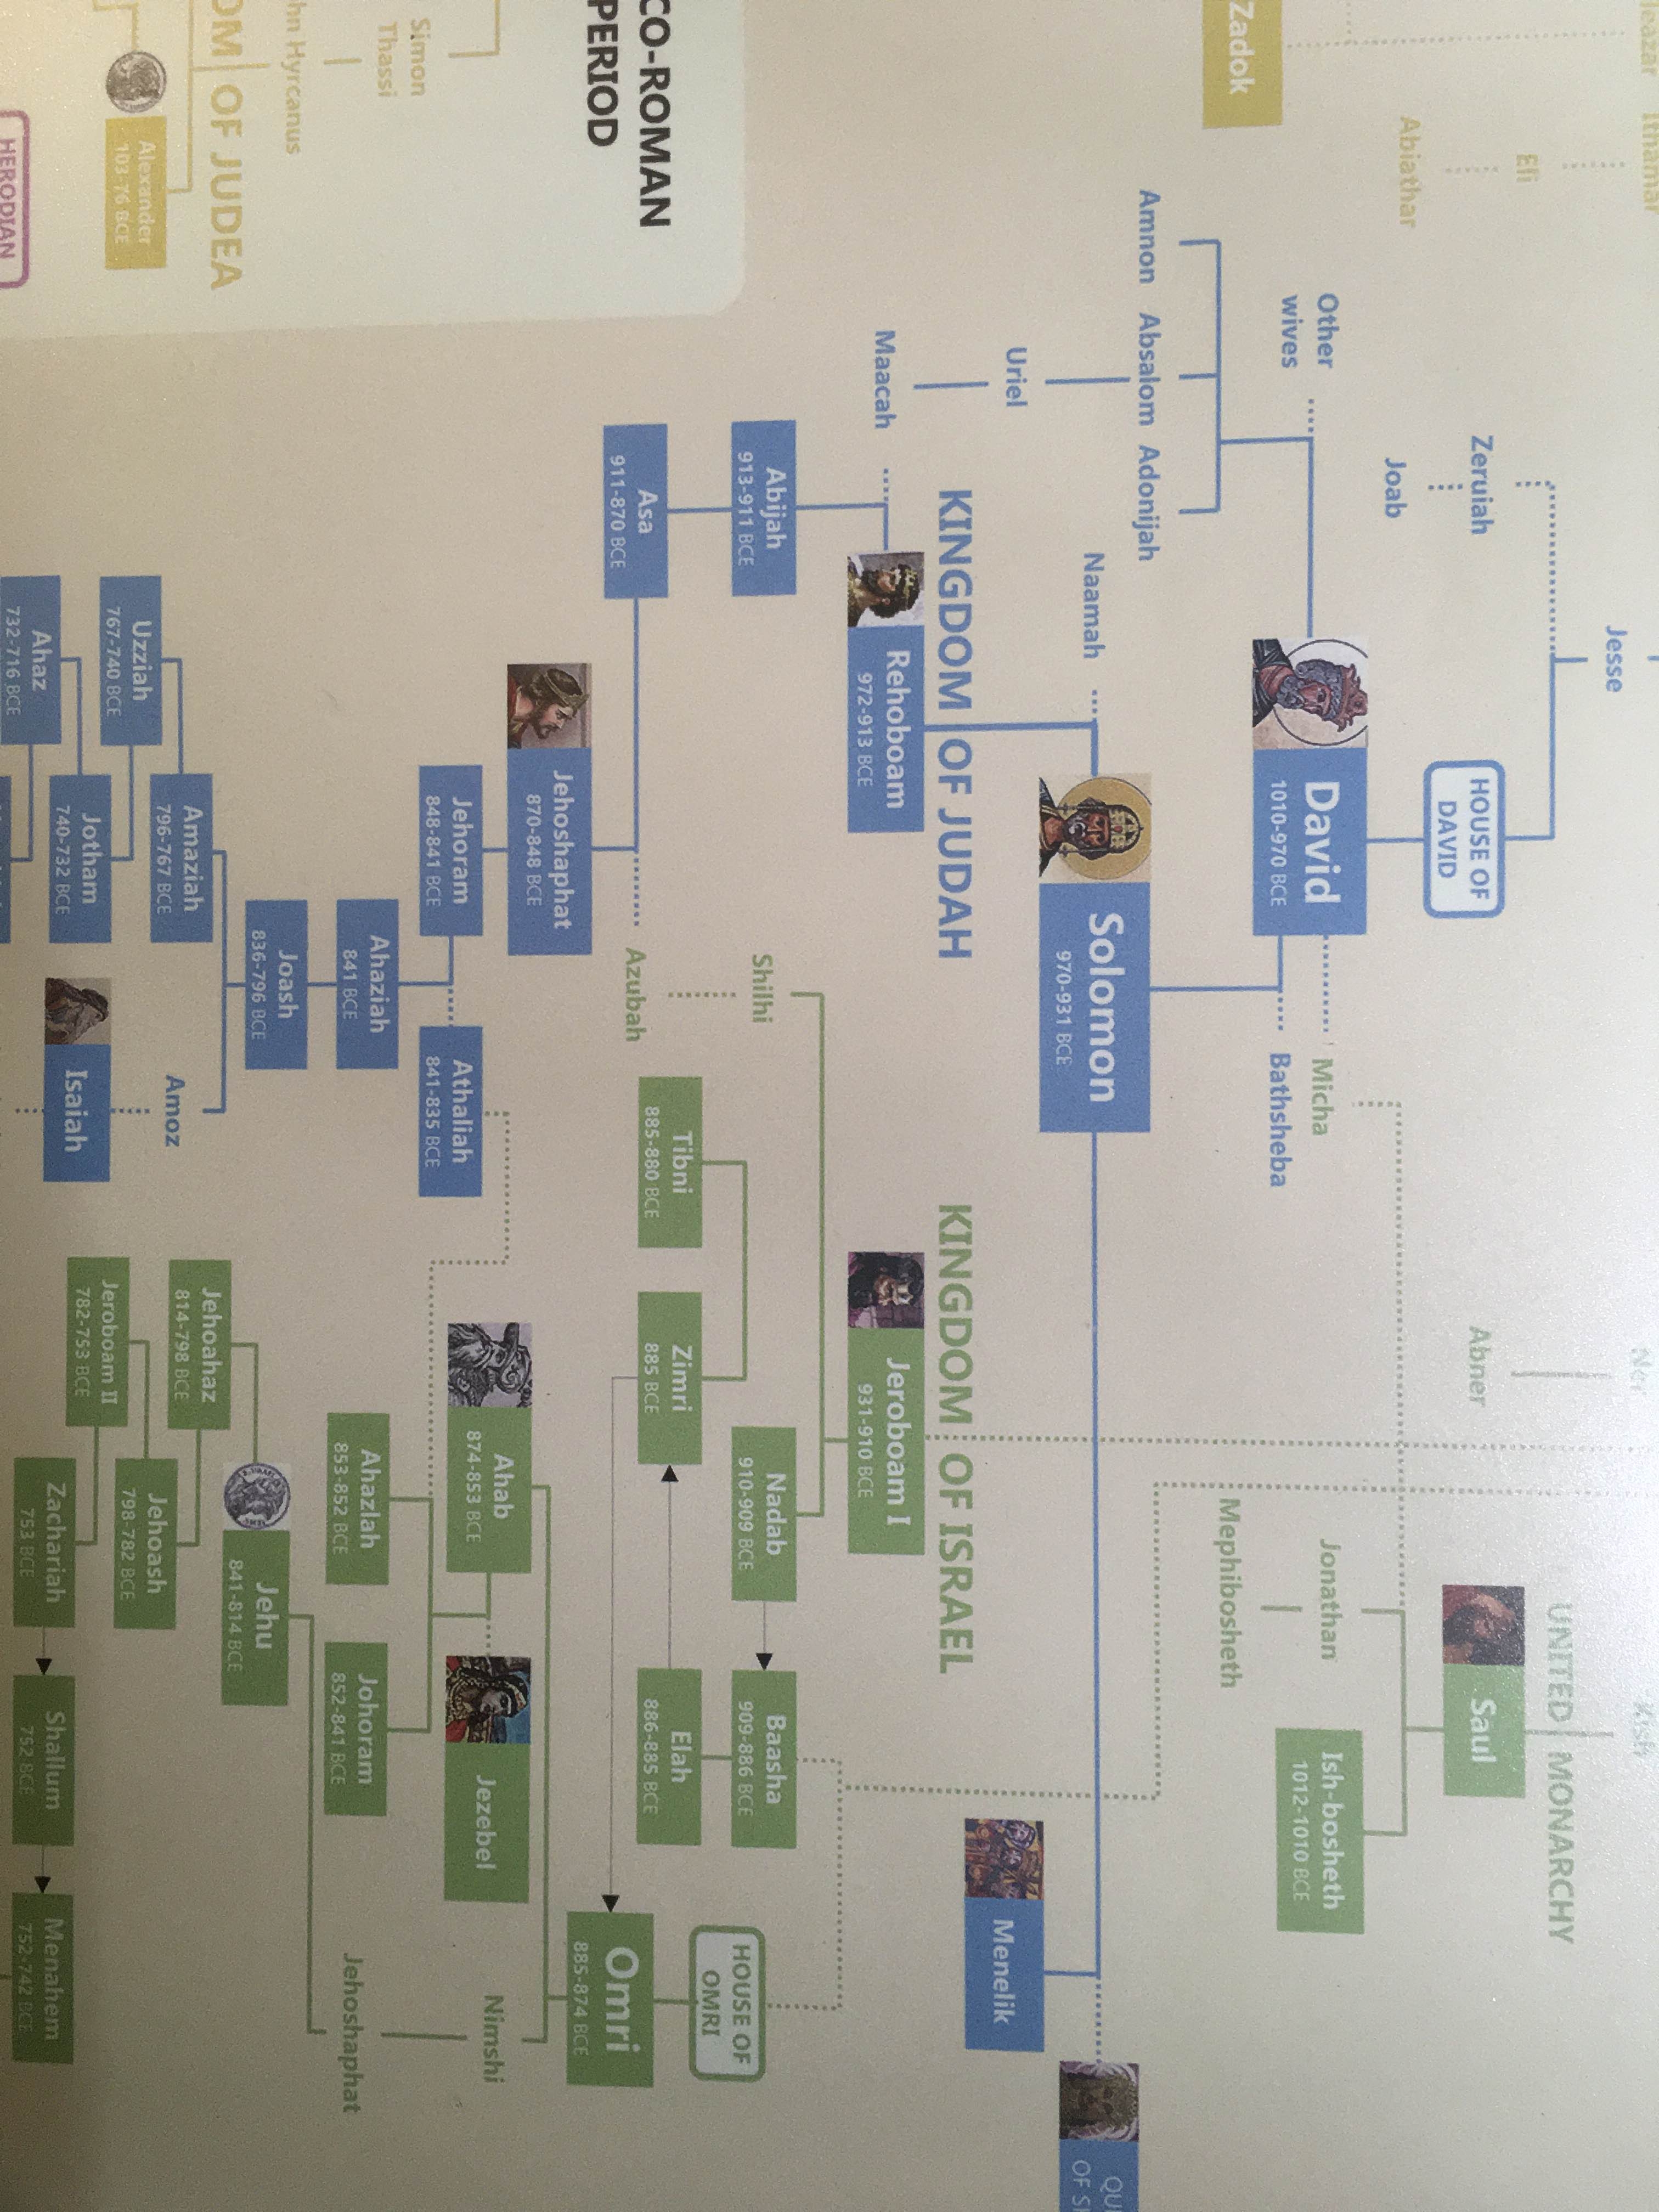 Ithamar
Jesse
Ner
Kish
UNITED MONARCHY
Eli
Zeruiah
HOUSE OF
DAVID
Abner
Saul
Abiathar
Joab
Other
wives
David
1010-970 BCE
Micha
Bathsheba
Jonathan
Ish-bosheth
1012-1010 BCE
Zadok
Mephibosheth
Amnon
Absalom
Adonijah
Naamah
Solomon
970-931 BCE
QU
OF S
Uriel
Menelik
KINGDOM OF JUDAH
KINGDOM OF ISRAEL
Maacah
Rehoboam
972-913 BCE
Jeroboam I
931-910 BCE
Abijah
913-911 BCE
Shilhi
Nadab
910-909 BCE
Baasha
909-886 BCE
HOUSE OF
OMRI
Tibni
885-880 BCE
Zimri
885 BCE
Elah
886-885 BCE
CO-ROMAN
PERIOD
Asa
911-870 BCE
Azubah
Omri
885-874 BCE
Jehoshaphat
870-848 BCE
Ahab
874-853 BCE
Jezebel
Nimshi
Jehoram
848-841 BCE
Athaliah
841-835 BCE
Simon
Thassi
Ahaziah
841 BCE
Ahazlah
853-852 BCE
Johoram
852-841 BCE
Jehoshaphat
hn Hyrcanus
Joash
836-796 BCE
Jehu
841-814 BCE
OM OF JUDEA
Jehoahaz
814-798 BCE
Amaziah
796-767 BCE
Amoz
Jehoash
798-782 BCE
Alexander
103-76 BCE
Uzziah
767-740 BCE
Jeroboam II
782-753 BCE
Jotham
740-732 BCE
Isaiah
Zachariah
753 BCE
Shallum
752 BCE
Menahem
752-742 BCE
Ahaz
732-716 BCE
HERODIAN